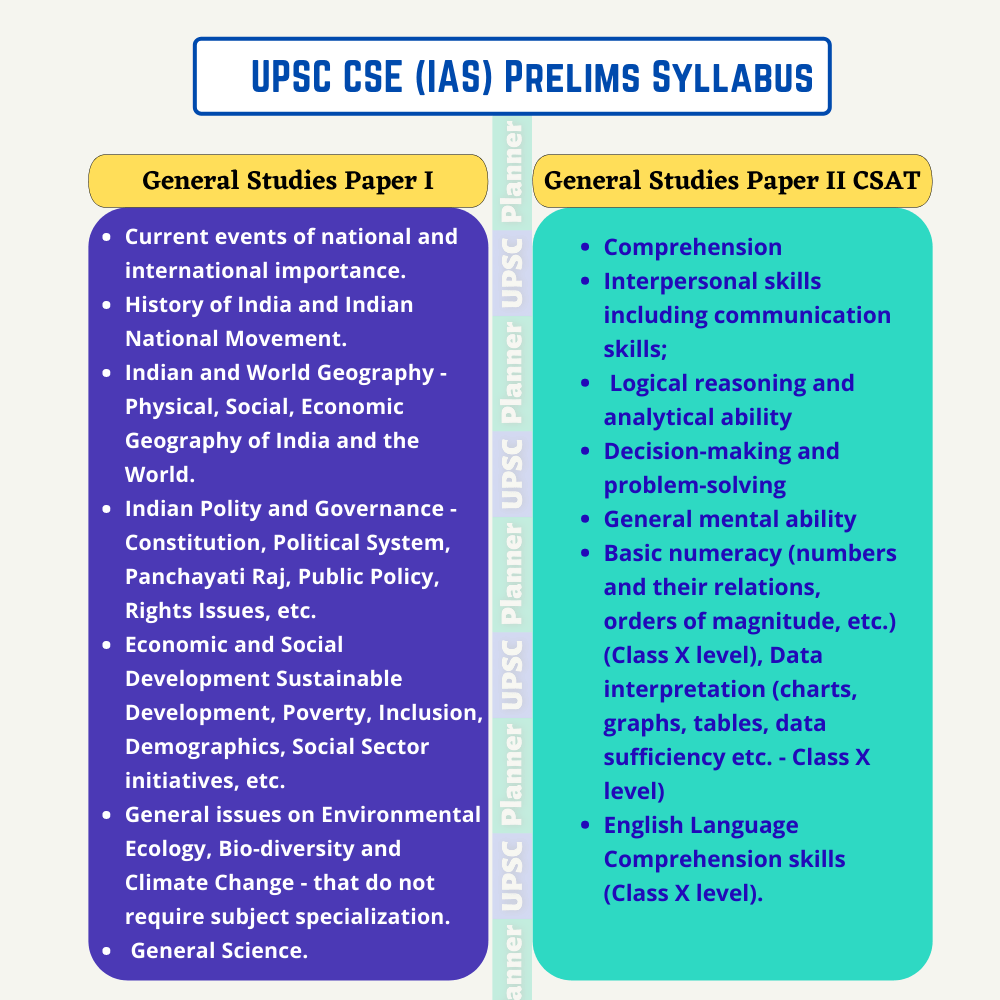 UPSC CSE (IAS) Prelims Syllabus
General Studies Paper I
• Current events of national and
international importance.
• History of India and Indian
National Movement.
• Indian and World Geography -
Physical, Social, Economic
Geography of India and the
World.
• Indian Polity and Governance -
Constitution, Political System,
Panchayati Raj, Public Policy,
Rights Issues, etc.
• Economic and Social
Development Sustainable
Development, Poverty, Inclusion,
Demographics, Social Sector
initiatives, etc.
• General issues on Environmental
Ecology, Bio-diversity and
Climate Change - that do not
require subject specialization.
• General Science.
Planner
UPSC
Planner
UPSC
Planner
UPSC
Planner
UPSC
anner
General Studies Paper II CSAT
• Comprehension
• Interpersonal skills
including communication
skills;
• Logical reasoning and
analytical ability
• Decision-making and
problem-solving
• General mental ability
• Basic numeracy (numbers
and their relations,
orders of magnitude, etc.)
(Class X level), Data
interpretation (charts,
graphs, tables, data
sufficiency etc. - Class X
level)
• English Language
Comprehension skills
(Class X level).